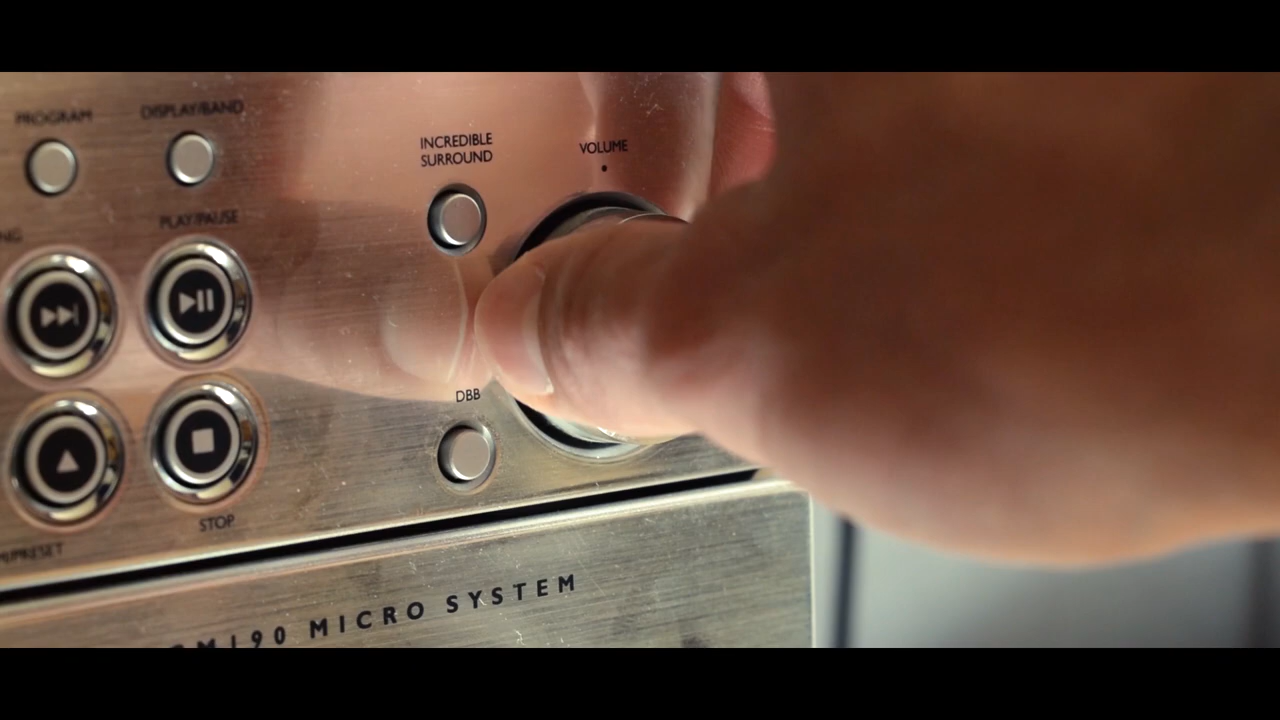 PROGRAM
DISPLAY/BAND
INCREDIBLE
SURROUND
VOLUME
PLAY/PAUSE
DBB
STOP
MICRO SYSTEM